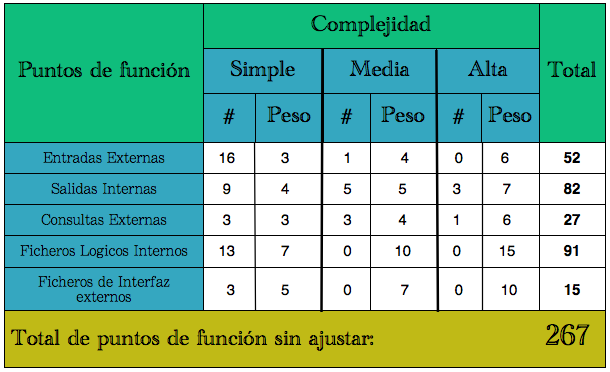 Complejidad
Puntos de función Simple Media Alta Total
# Peso # Peso # Peso
Entradas Externas 16 3 1 4 0 6 52
Salidas Internas 9 4 5 5 3 7 82
Consultas Externas 3 3 3 4 1 6 27
Ficheros Logicos Internos 13 7 0 10 0 15 91
Ficheros de Interfaz
externos 3 5 0 7 0 10 15
Total de puntos de función sin ajustar: 267